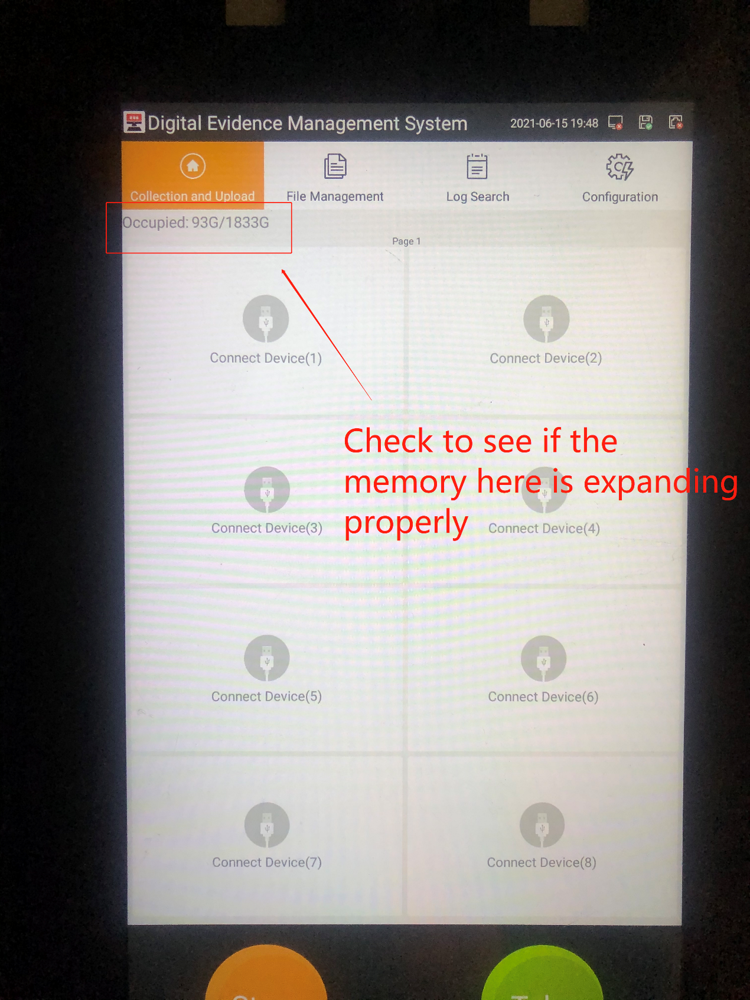 Digital Evidence Management System
2021-06-15 19:48
Collection and Upload
File Management
Log Search
Configuration
Occupied: 93G/1833G
Page 1
Connect Device(1)
Connect Device(2)
Check to see if the
memory here is expanding
properly
Connect Device(3)
Connect Device(4)
Connect Device(5)
Connect Device(6)
Connect Device(7)
Connect Device(8)